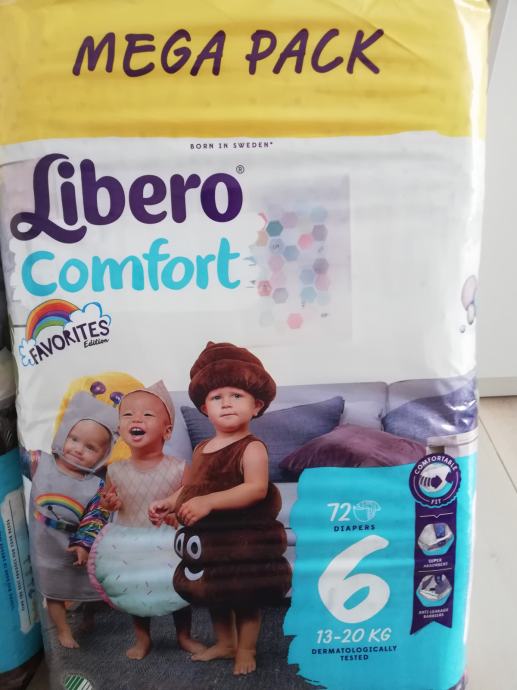 MEGA PACK
BORN IN SWEDEN*
Libero®
Comfort
FAVORITES
Edition
COMFORTABLE
FIT
72
DIAPERS
SUPER
ABSORBENT
6
ANTI-LEAKAGE
BARRIERS
13-20 KG
DERMATOLOGICALLY
TESTED